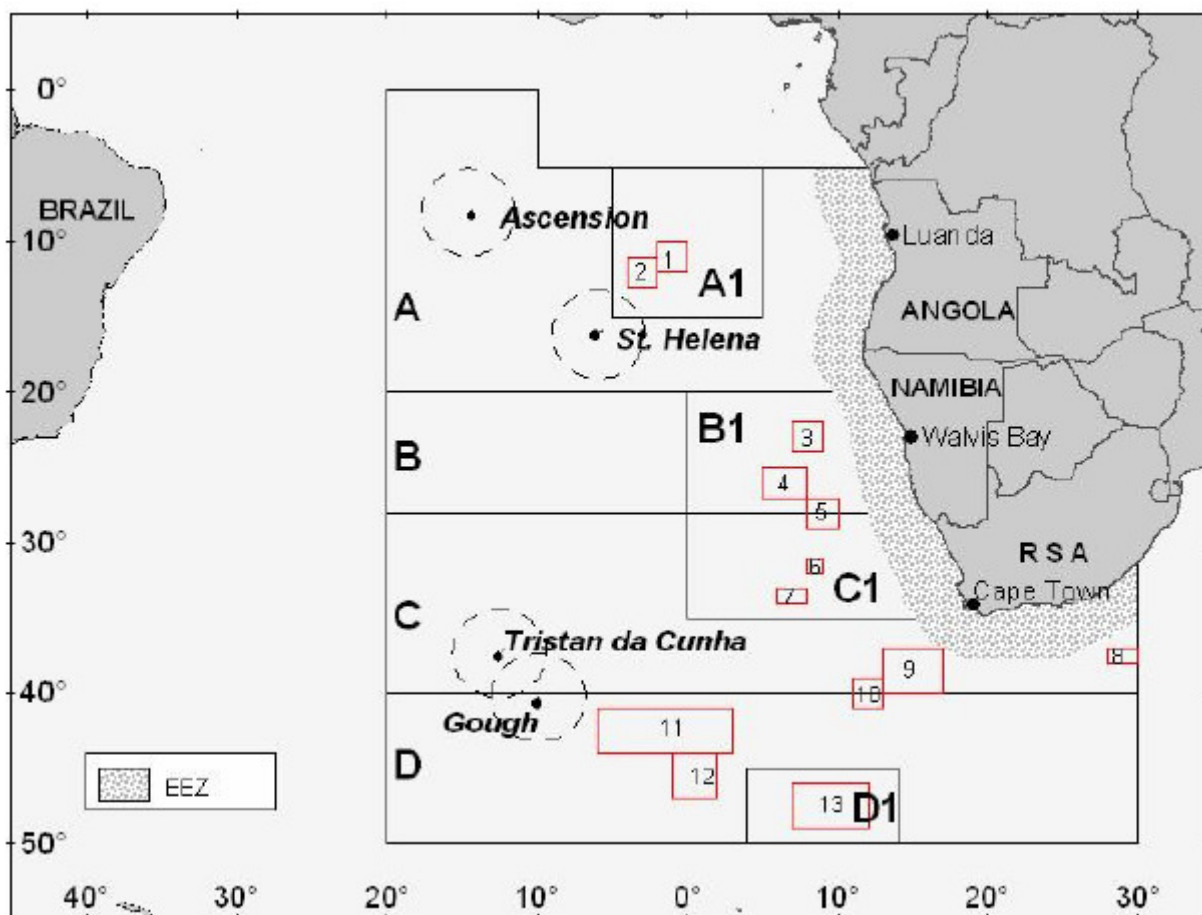 0°
BRAZIL
Ascension
10°
Luanda
1
2
A1
A
ANGOLA
St. Helena
20°
NAMIBIA
B1
3
Walvis Bay
B
4
5
30°
RSA
6
C1
7
Cape Town
C
Tristan da Cunha
8
9
40°
10
Gough
11
D
12
EEZ
13
D1
50°
40° 30° 20° 10° 0° 10° 20° 30°